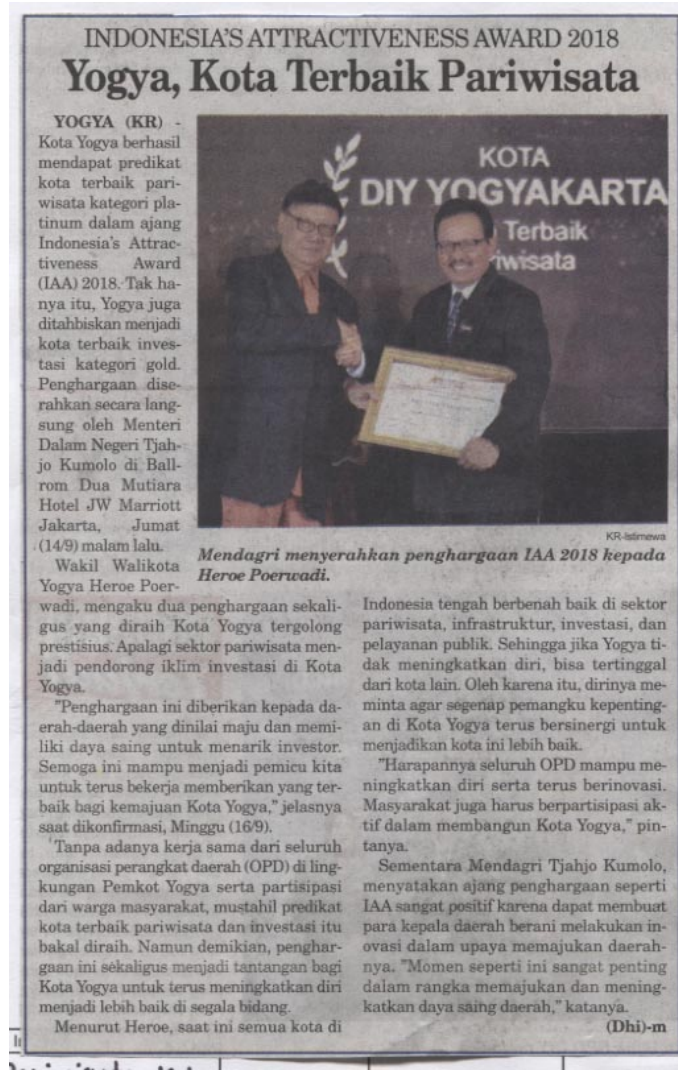 INDONESIA'S ATTRACTIVENESS AWARD 2018
Yogya, Kota Terbaik Pariwisata
YOGYA (KR) -
Kota Yogya berhasil
mendapat predikat
kota terbaik pari-
wisata kategori pla-
tinum dalam ajang
Indonesia's Attrac-
tiveness Award
(IAA) 2018. Tak ha-
nya itu, Yogya juga
ditahbiskan menjadi
kota terbaik inves-
tasi kategori gold.
Penghargaan dise-
rahkan secara lang-
sung oleh Menteri
Dalam Negeri Tjah-
jo Kumolo di Ball-
rom Dua Mutiara
Hotel JW Marriott
Jakarta, Jumat
(14/9) malam lalu.
Wakil Walikota
Yogya Heroe Poer-
wadi, mengaku dua penghargaan sekali-
gus yang diraih Kota Yogya tergolong
prestisius. Apalagi sektor pariwisata men-
jadi pendorong iklim investasi di Kota
Yogya.
"Penghargaan ini diberikan kepada da-
erah-daerah yang dinilai maju dan memi-
liki daya saing untuk menarik investor.
Semoga ini mampu menjadi pemicu kita
untuk terus bekerja memberikan yang ter-
baik bagi kemajuan Kota Yogya," jelasnya
saat dikonfirmasi, Minggu (16/9).
Tanpa adanya kerja sama dari seluruh
organisasi perangkat daerah (OPD) di ling-
kungan Pemkot Yogya serta partisipasi
dari warga masyarakat, mustahil predikat
kota terbaik pariwisata dan investasi itu
bakal diraih. Namun demikian, penghar-
gaan ini sekaligus menjadi tantangan bagi
Kota Yogya untuk terus meningkatkan diri
menjadi lebih baik di segala bidang.
Menurut Heroe, saat ini semua kota di
KOTA
DIY YOGYAKARTA
Terbaik
riwisata
KR-Istimewa
Mendagri menyerahkan penghargaan IAA 2018 kepada
Heroe Poerwadi.
Indonesia tengah berbenah baik di sektor
pariwisata, infrastruktur, investasi, dan
pelayanan publik. Sehingga jika Yogya ti-
dak meningkatkan diri, bisa tertinggal
dari kota lain. Oleh karena itu, dirinya me-
minta agar segenap pemangku kepenting-
an di Kota Yogya terus bersinergi untuk
menjadikan kota ini lebih baik.
"Harapannya seluruh OPD mampu me-
ningkatkan diri serta terus berinovasi.
Masyarakat juga harus berpartisipasi ak-
tif dalam membangun Kota Yogya," pin-
tanya.
Sementara Mendagri Tjahjo Kumolo,
menyatakan ajang penghargaan seperti
IAA sangat positif karena dapat membuat
para kepala daerah berani melakukan in-
ovasi dalam upaya memajukan daerah-
nya. "Momen seperti ini sangat penting
dalam rangka memajukan dan mening-
katkan daya saing daerah," katanya.
(Dhi)-m